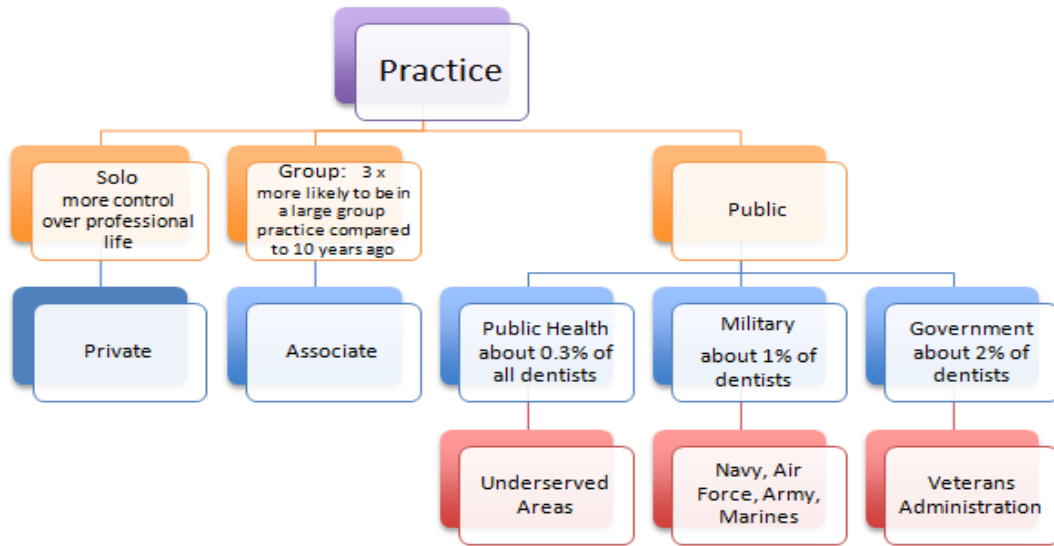 Practice
Solo
more control
over professional
life
Group: 3 x
more likely to be in
a large group
practice compared
to 10 years ago
Public
Private
Associate
Public Health
about 0.3% of
all dentists
Military
about 1% of
dentists
Government
about 2% of
dentists
Underserved
Areas
Navy, Air
Force, Army,
Marines
Veterans
Administration